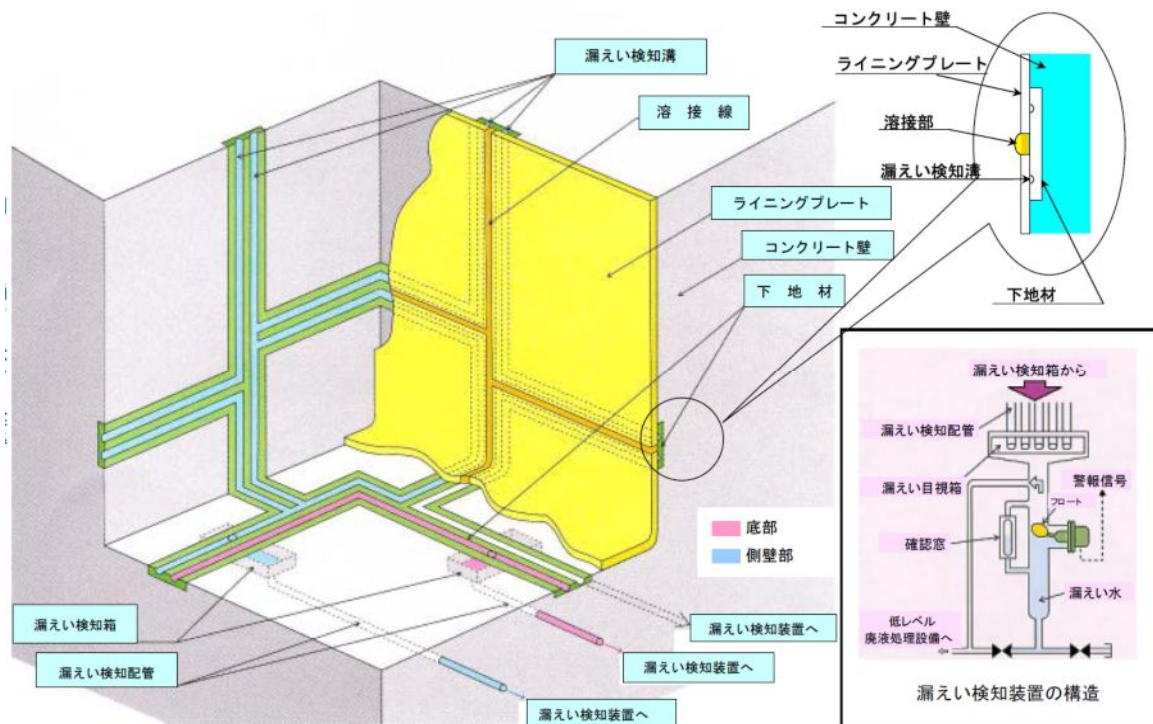 漏えい検知溝
溶 接 線
ライニングプレート
コンクリート壁
下 地 材
底部
側壁部
漏えい検知箱
漏えい検知配管
漏えい検知装置へ
漏えい検知装置へ
漏えい検知装置へ
コンクリート壁
ライニングプレート
溶接部
漏えい検知溝
下地材
漏えい検知箱から
漏えい検知配管
漏えい目視箱
警報信号
フロート
確認窓
漏えい水
低レベル
廃液処理設備へ
漏えい検知装置の構造